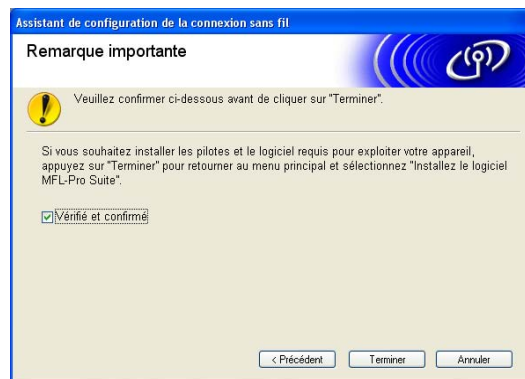 Assistant de configuration de la connexion sans fil
Remarque importante
Veuillez confirmer ci-dessous avant de cliquer sur "Terminer".
Si vous souhaitez installer les pilotes et le logiciel requis pour exploiter votre appareil,
appuyez sur "Terminer" pour retourner au menu principal et sélectionnez "Installez le logiciel
MFL-Pro Suite".
Vérifié et confirmé
< Précédent
Terminer
Annuler